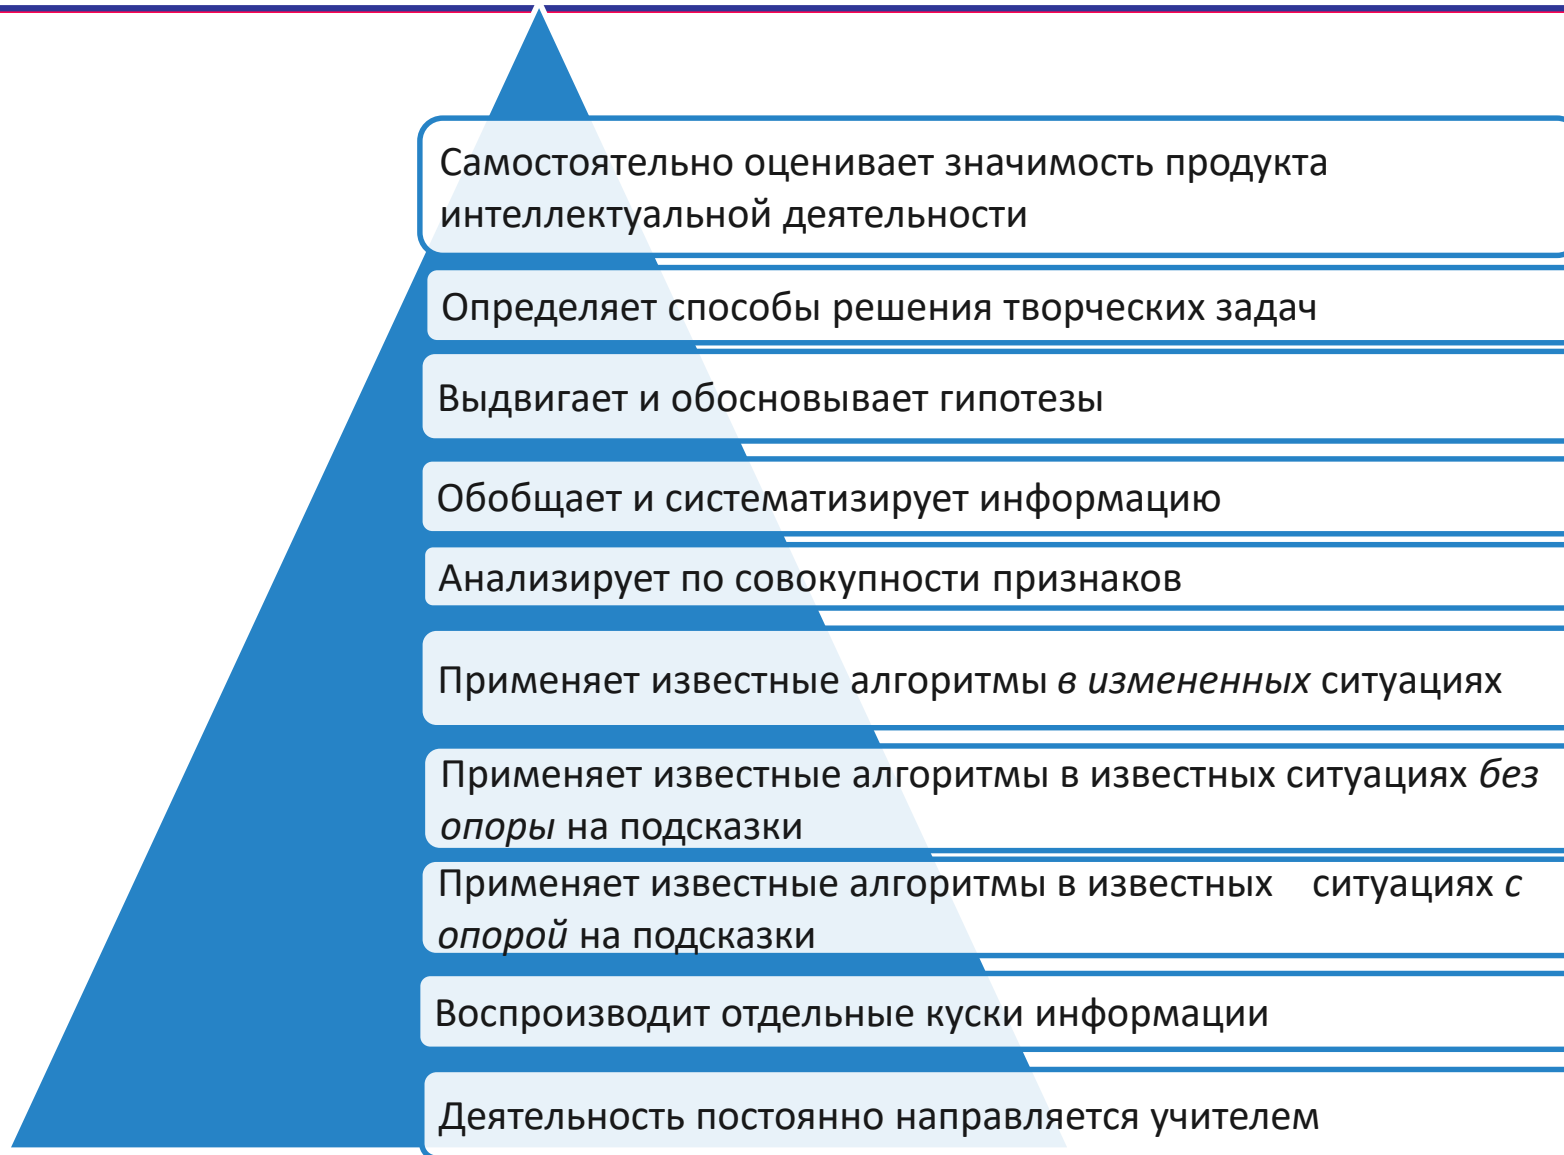 Самостоятельно оценивает значимость продукта
интеллектуальной деятельности
Определяет способы решения творческих задач
Выдвигает и обосновывает гипотезы
Обобщает и систематизирует информацию
Анализирует по совокупности признаков
Применяет известные алгоритмы в измененных ситуациях
Применяет известные алгоритмы в известных ситуациях без
опоры на подсказки
Применяет известные алгоритмы в известных ситуациях с
опорой на подсказки
Воспроизводит отдельные куски информации
Деятельность постоянно направляется учителем